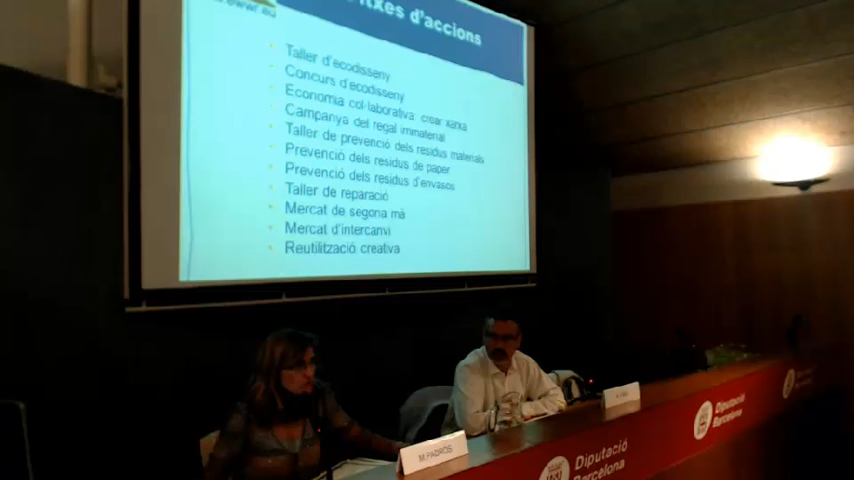 .ewwr.eu
d'accions
Taller d'ecodisseny
Concurs d'ecodisseny
Economia col·laborativa: crear xarxa
Campanya del regal immaterial
Taller de prevenció dels residus materials
Prevenció dels residus de paper
Prevenció dels residus d'envasos
Taller de reparació
Mercat de segona mà
Mercat d'intercanvi
Reutilització creativa
M.PADRÓS
Diputació
Barcelona
Diputació
Barcelona